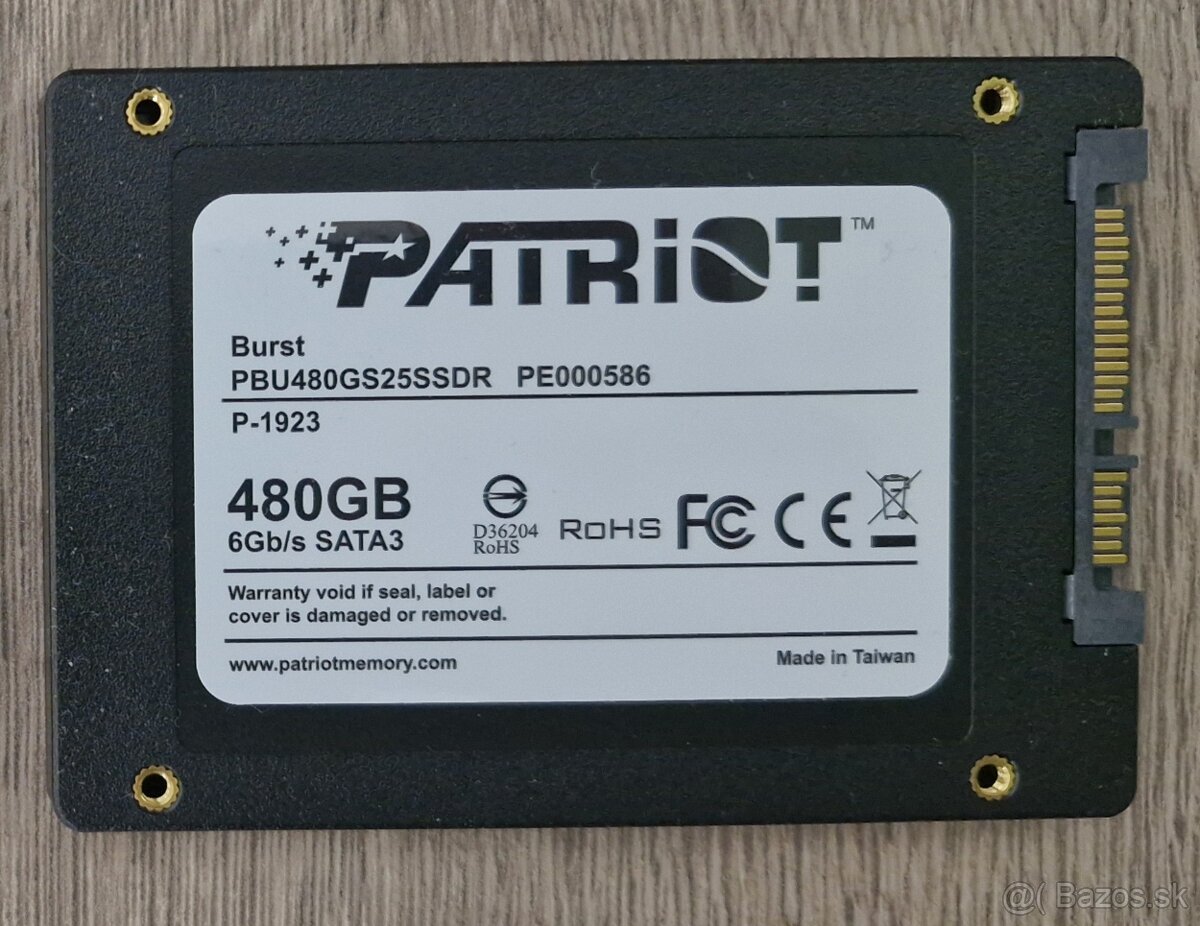 PATRiOT™
Burst
PBU480GS25SSDR PE000586
P-1923
480GB
6Gb/s SATA3
D36204
RoHS
RoHS
FC CE
Warranty void if seal, label or
cover is damaged or removed.
www.patriotmemory.com
Made in Taiwan
@( Bazos.sk